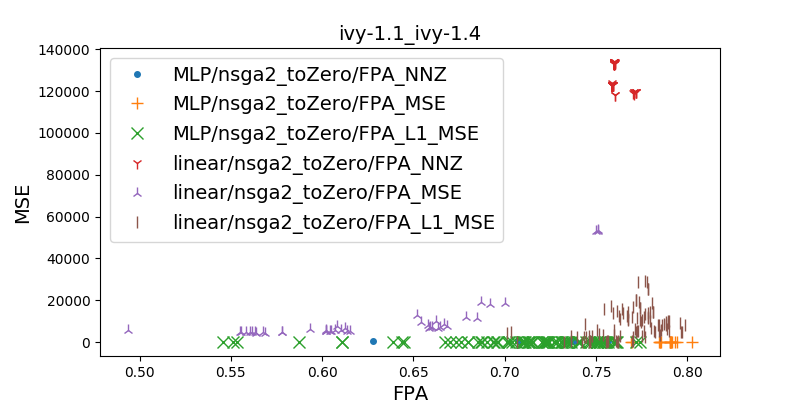 ivy-1.1_ivy-1.4
MSE
140000
120000
100000
80000
60000
40000
20000
0
MLP/nsga2_toZero/FPA_NNZ
MLP/nsga2_toZero/FPA_MSE
MLP/nsga2_toZero/FPA_L1_MSE
linear/nsga2_toZero/FPA_NNZ
linear/nsga2_toZero/FPA_MSE
linear/nsga2_toZero/FPA_L1_MSE
0.50 0.55 0.60 0.65 0.70 0.75 0.80
FPA